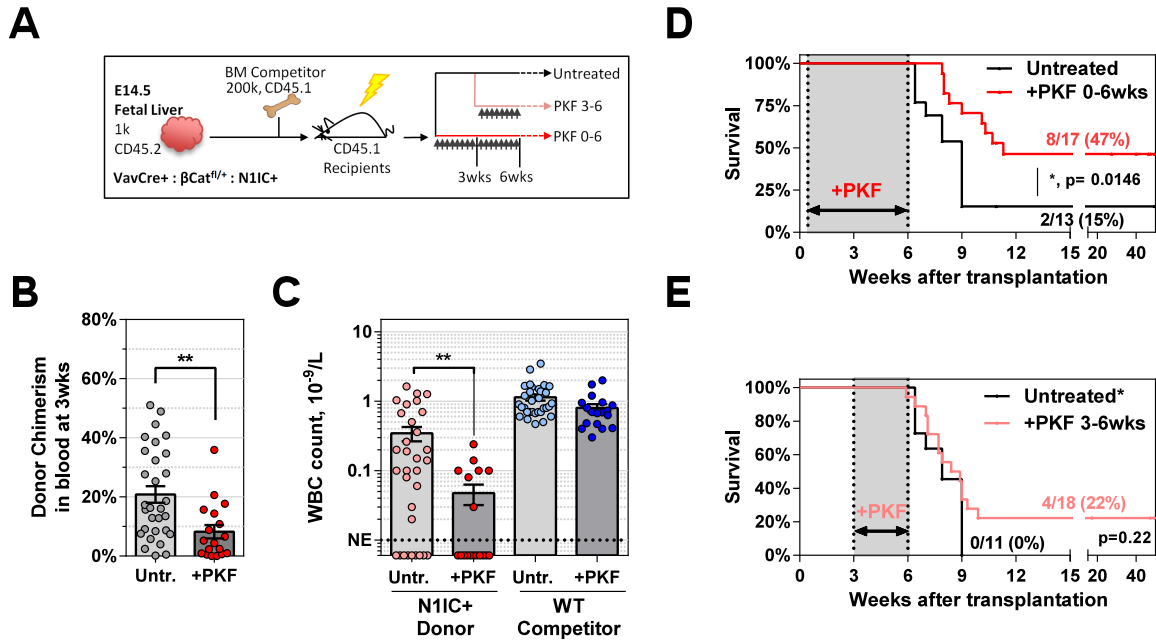 A
E14.5
Fetal Liver
1k
CD45.2
BM Competitor
200k, CD45.1
CD45.1
Recipients
Untreated
PKF 3-6
PKF 0-6
3wks 6wks
VavCre+ : βCatfl/+ : N1IC+
B
Donor Chimerism
in blood at 3wks
80%
60%
40%
20%
0%
**
Untr. +PKF
C
WBC count, 10-9/L
10
1
0.1
NE
**
Untr. +PKF Untr. +PKF
N1IC+
Donor
WT
Competitor
D
Survival
100%
75%
50%
25%
0%
Untreated
+PKF 0-6wks
8/17 (47%)
*, p= 0.0146
2/13 (15%)
+PKF
0 3 6 9 12 15 20 40
Weeks after transplantation
E
Survival
100%
80%
60%
40%
20%
0%
Untreated*
+PKF 3-6wks
4/18 (22%)
p=0.22
0/11 (0%)
+PKF
0 3 6 9 12 15 20 40
Weeks after transplantation